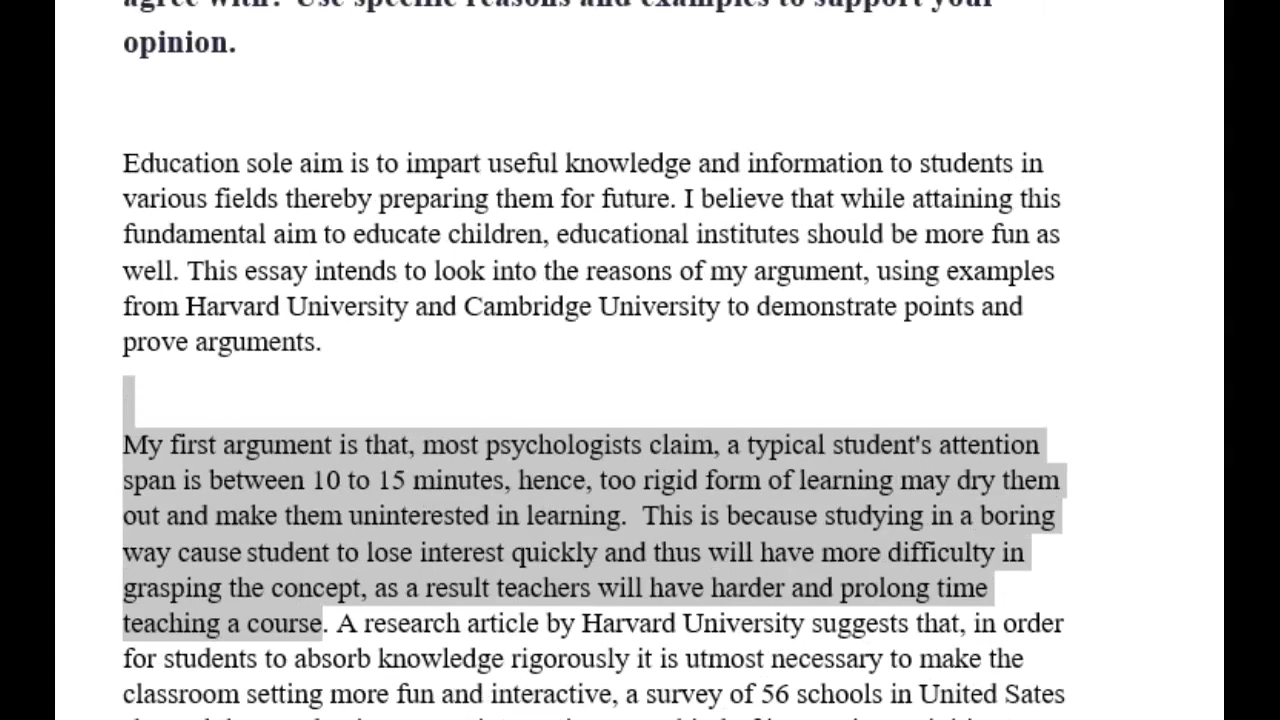 agree with? Use specific reasons and examples to support your
opinion.
Education sole aim is to impart useful knowledge and information to students in
various fields thereby preparing them for future. I believe that while attaining this
fundamental aim to educate children, educational institutes should be more fun as
well. This essay intends to look into the reasons of my argument, using examples
from Harvard University and Cambridge University to demonstrate points and
prove arguments.
My first argument is that, most psychologists claim, a typical student's attention
span is between 10 to 15 minutes, hence, too rigid form of learning may dry them
out and make them uninterested in learning.  This is because studying in a boring
way cause student to lose interest quickly and thus will have more difficulty in
grasping the concept, as a result teachers will have harder and prolong time
teaching a course. A research article by Harvard University suggests that, in order
for students to absorb knowledge rigorously it is utmost necessary to make the
classroom setting more fun and interactive, a survey of 56 schools in United Sates